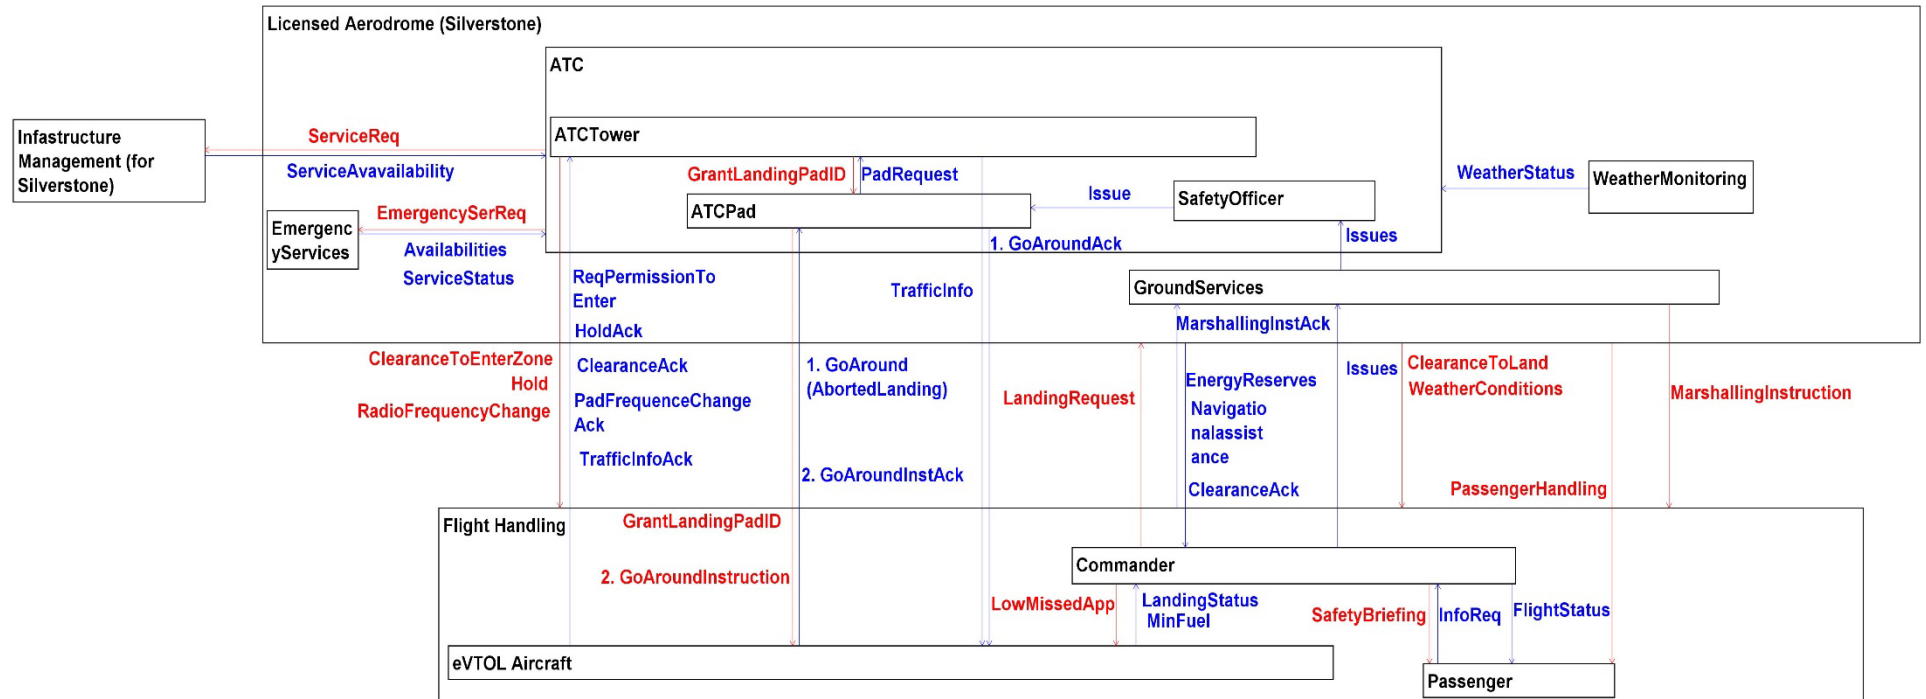 Licensed Aerodrome (Silverstone)
ATC
ATCTower
Infastructure
Management (for
Silverstone)
ServiceReq
ServiceAvavailability
GrantLandingPadID
PadRequest
WeatherStatus
WeatherMonitoring
Issue
SafetyOfficer
ATCPad
EmergencySerReq
Emergenc
yServices
Availabilities
ServiceStatus
1. GoAroundAck
Issues
ReqPermissionTo
Enter
TrafficInfo
GroundServices
HoldAck
MarshallingInstAck
ClearanceToEnterZone
Hold
RadioFrequencyChange
ClearanceAck
PadFrequenceChange
Ack
TrafficInfoAck
1. GoAround
(AbortedLanding)
LandingRequest
EnergyReserves
Navigatio
nalassist
ance
ClearanceAck
Issues
ClearanceToLand
WeatherConditions
MarshallingInstruction
2. GoAroundInstAck
PassengerHandling
Flight Handling
GrantLandingPadID
2. GoAroundInstruction
Commander
LowMissedApp
LandingStatus
MinFuel
SafetyBriefing
InfoReq
FlightStatus
eVTOL Aircraft
Passenger